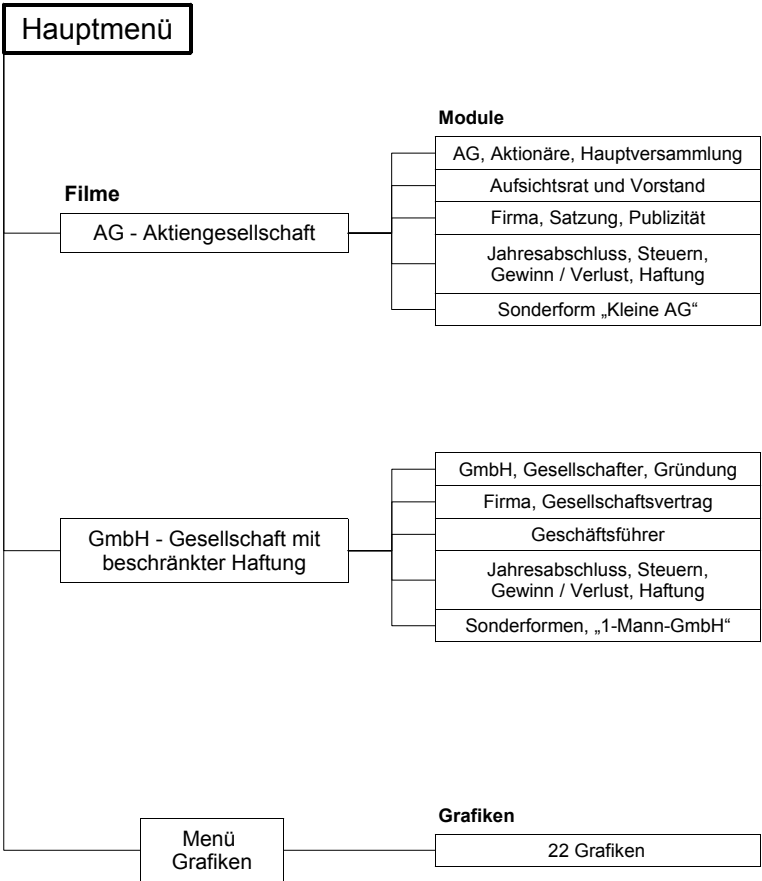 Hauptmenü
Module
AG, Aktionäre, Hauptversammlung
Aufsichtsrat und Vorstand
Filme
AG - Aktiengesellschaft
Firma, Satzung, Publizität
Jahresabschluss, Steuern,
Gewinn / Verlust, Haftung
Sonderform „Kleine AG“
GmbH, Gesellschafter, Gründung
Firma, Gesellschaftsvertrag
GmbH - Gesellschaft mit
beschränkter Haftung
Geschäftsführer
Jahresabschluss, Steuern,
Gewinn / Verlust, Haftung
Sonderformen, „1-Mann-GmbH“
Grafiken
Menü
Grafiken
22 Grafiken